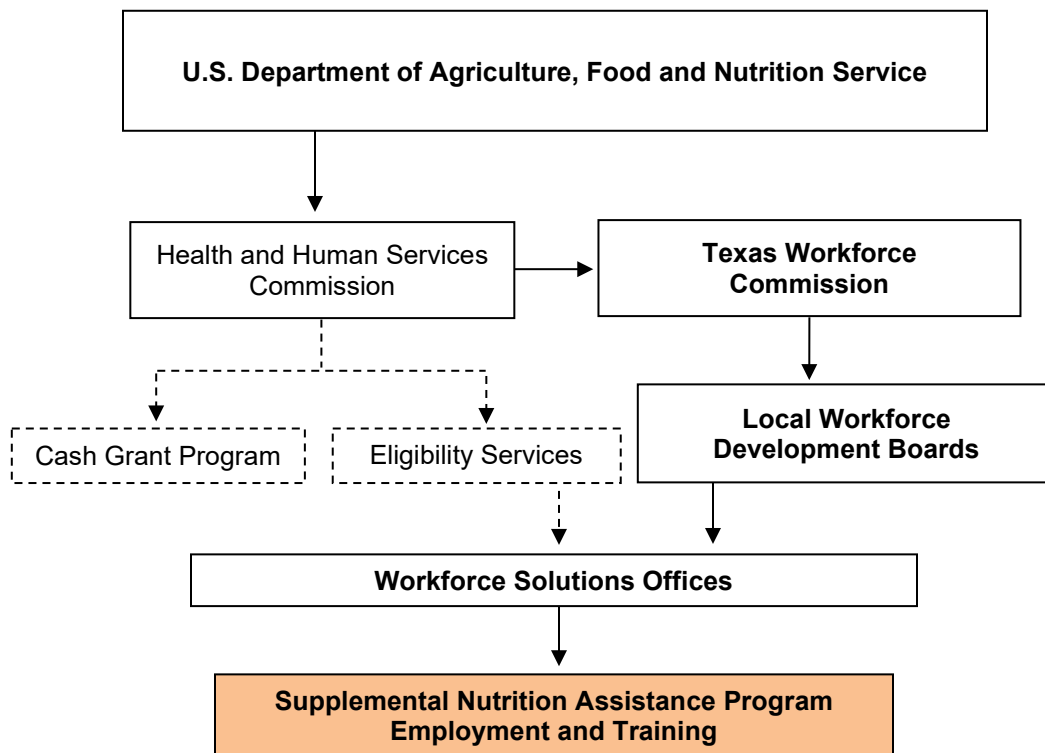 U.S. Department of Agriculture, Food and Nutrition Service
Health and Human Services
Commission
Texas Workforce
Commission
Cash Grant Program
Eligibility Services
Local Workforce
Development Boards
Workforce Solutions Offices
Supplemental Nutrition Assistance Program
Employment and Training